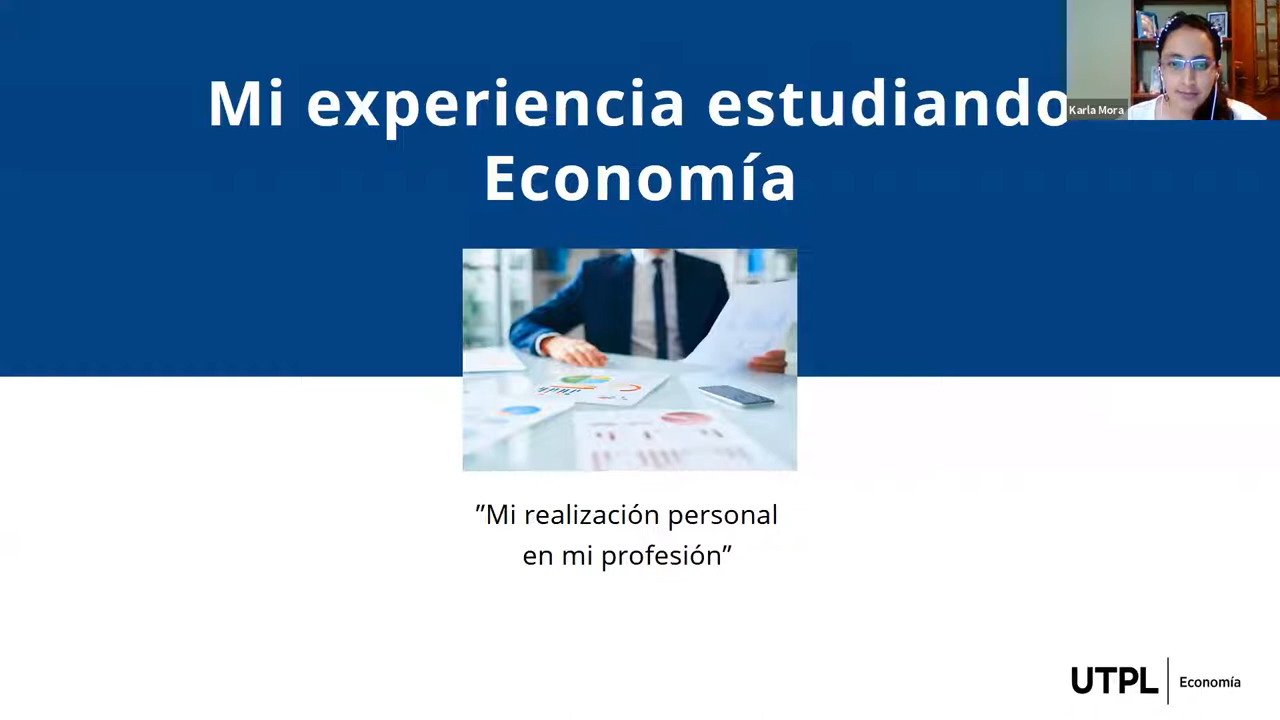 Mi experiencia estudiando
Economía
Karla Mora
”Mi realización personal
en mi profesión”
UTPL | Economía